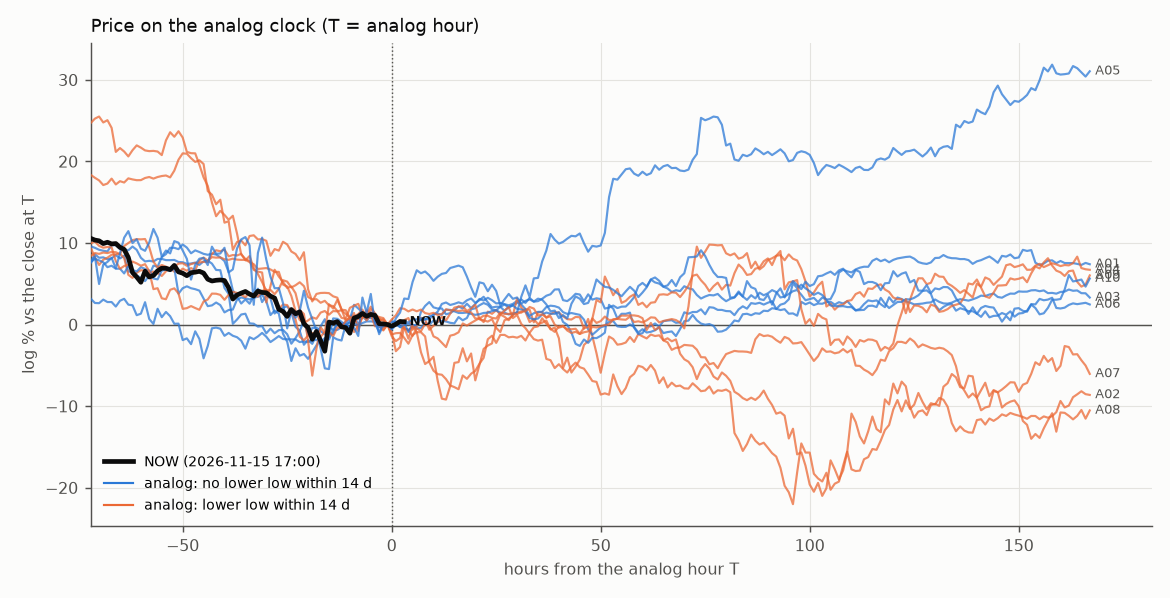 Price on the analog clock (T = analog hour)
log % vs the close at T
30
20
10
0
−10
−20
NOW
A05
A01
A10
A03
A06
A07
A02
A08
NOW (2026-11-15 17:00)
analog: no lower low within 14 d
analog: lower low within 14 d
−50
0
50
100
150
hours from the analog hour T